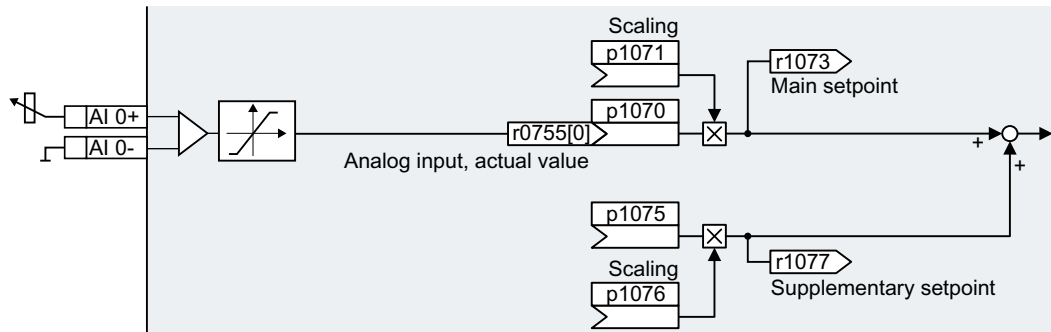 Scaling
p1071
r1073
Main setpoint
AI 0+
p1070
r0755[0]
AI 0-
Analog input, actual value
+
+
p1075
r1077
Scaling
p1076
Supplementary setpoint